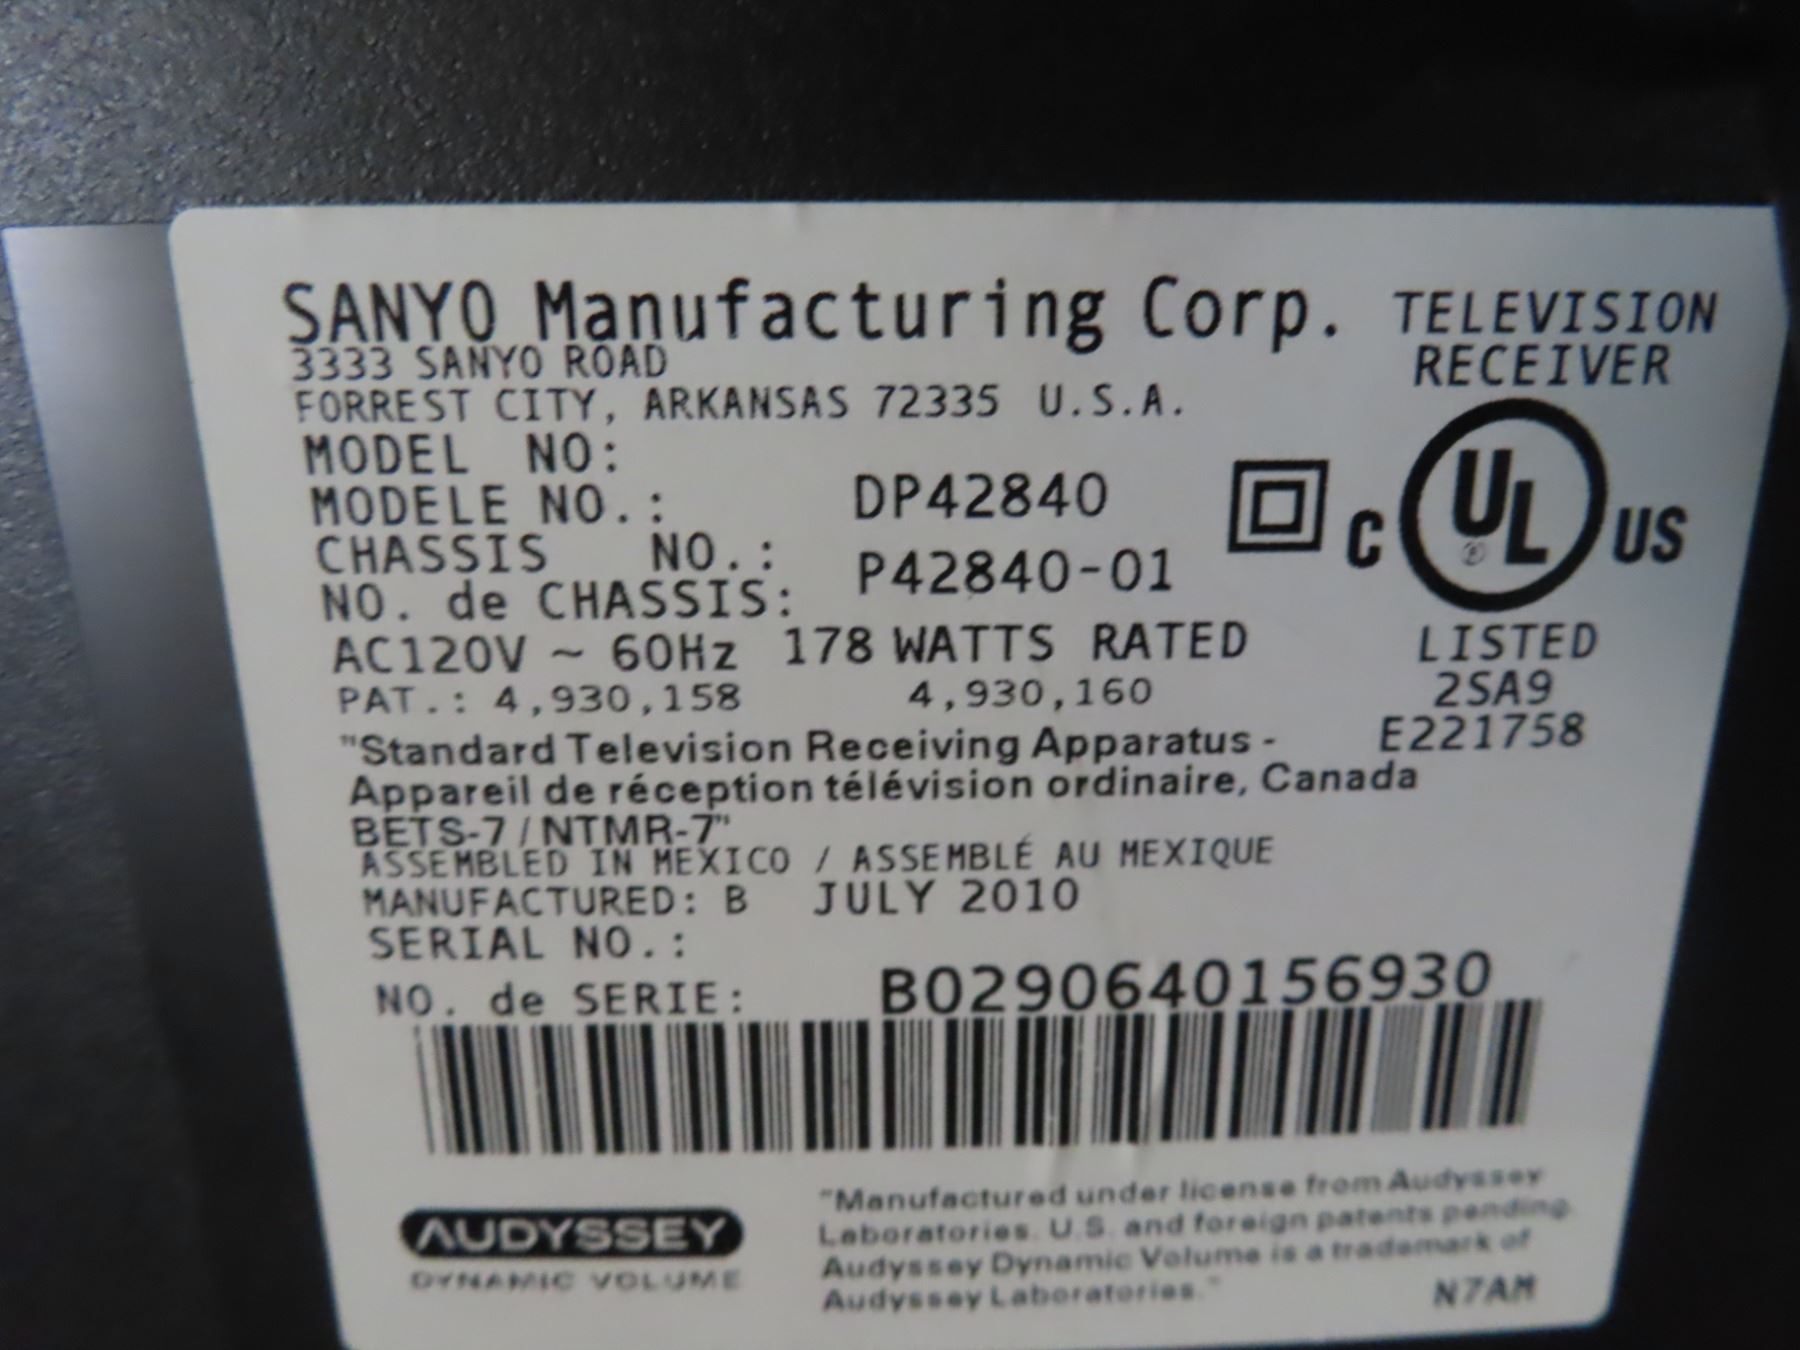 SANYO Manufacturing Corp.
TELEVISION
RECEIVER
3333 SANYO ROAD
FORREST CITY, ARKANSAS 72335 U.S.A.
MODEL NO:
MODELE NO.: DP42840
CHASSIS NO.:
NO. de CHASSIS: P42840-01
C UL US
®
LISTED
2SA9
E221758
AC120V ~ 60Hz 178 WATTS RATED
PAT.: 4,930,158 4,930,160
"Standard Television Receiving Apparatus -
Appareil de réception télévision ordinaire, Canada
BETS-7/NTMR-7"
ASSEMBLED IN MEXICO / ASSEMBLÉ AU MEXIQUE
MANUFACTURED: B JULY 2010
SERIAL NO.:
NO. de SERIE: B0290640156930
AUDYSSEY
DYNAMIC VOLUME
"Manufactured under license from Audyssey
Laboratories. U.S. and foreign patents pending.
Audyssey Dynamic Volume is a trademark of
Audyssey Laboratories."
N7AM